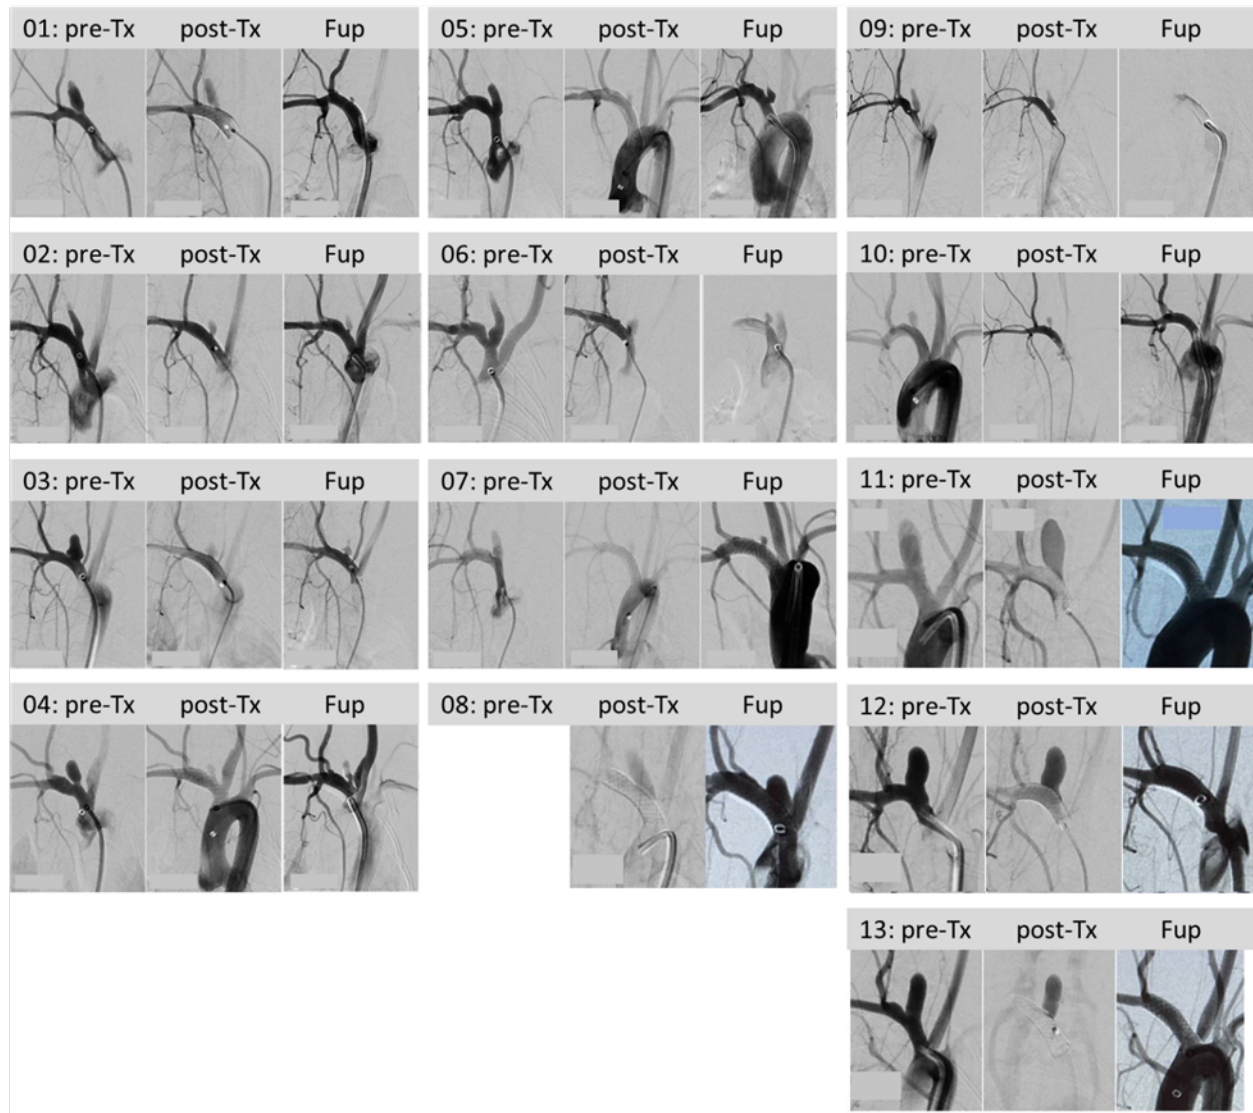 01: pre-Tx post-Tx Fup
05: pre-Tx post-Tx Fup
09: pre-Tx post-Tx Fup
02: pre-Tx post-Tx Fup
06: pre-Tx post-Tx Fup
10: pre-Tx post-Tx Fup
03: pre-Tx post-Tx Fup
07: pre-Tx post-Tx Fup
11: pre-Tx post-Tx Fup
04: pre-Tx post-Tx Fup
08: pre-Tx post-Tx Fup
12: pre-Tx post-Tx Fup
13: pre-Tx post-Tx Fup